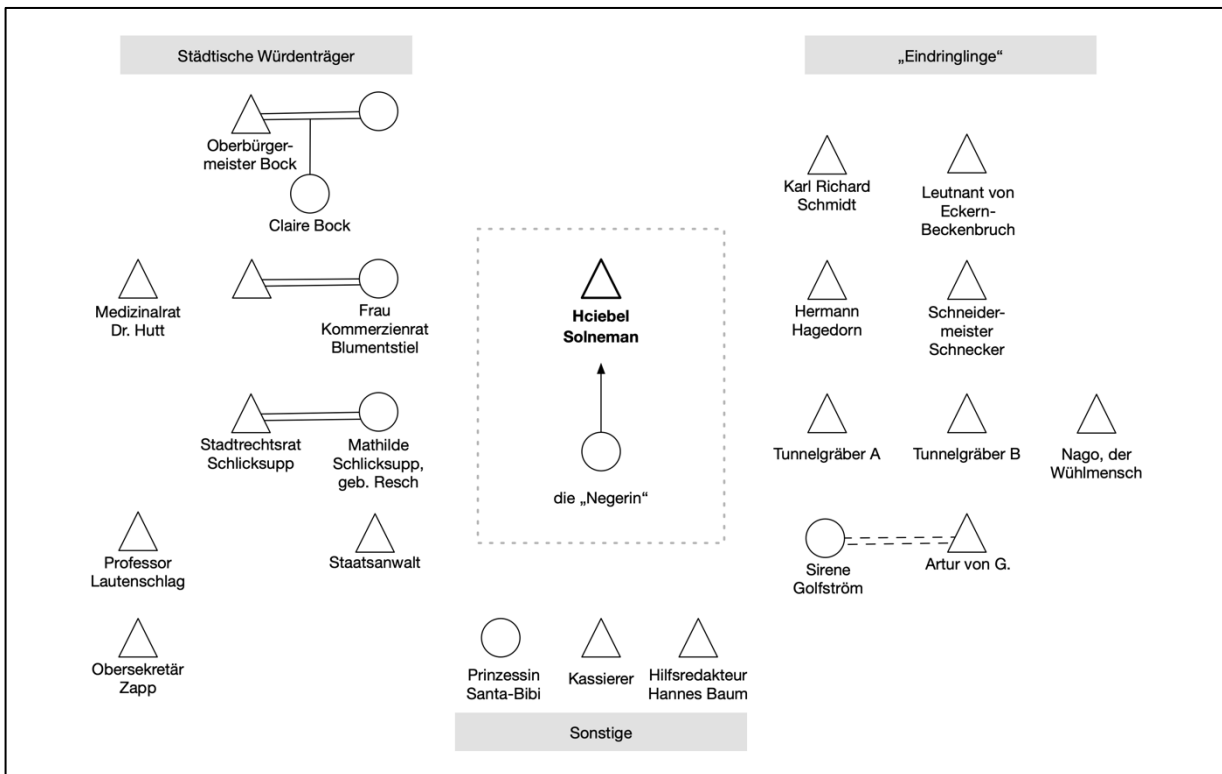 Städtische Würdenträger
Oberbürger-
meister Bock
Claire Bock
Medizinalrat
Dr. Hutt
Frau
Kommerzienrat
Blumentstiel
Stadtrechtsrat
Schlicksupp
Mathilde
Schlicksupp,
geb. Resch
Professor
Lautenschlag
Staatsanwalt
Obersekretär
Zapp
Hciebel
Solneman
die „Negerin“
„Eindringlinge“
Karl Richard
Schmidt
Leutnant von
Eckern-
Beckenbruch
Hermann
Hagedorn
Schneider-
meister
Schnecker
Tunnelgräber A
Tunnelgräber B
Nago, der
Wühlmensch
Sirene
Golfström
Artur von G.
Prinzessin
Santa-Bibi
Kassierer
Hilfsredakteur
Hannes Baum
Sonstige